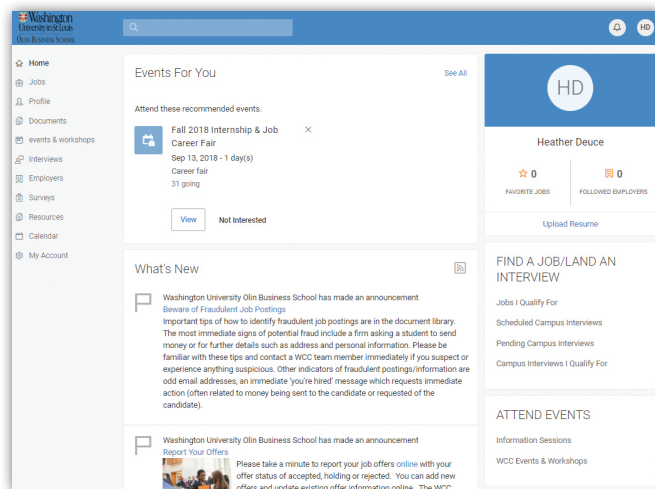 Washington
University in St. Louis
OLIN BUSINESS SCHOOL
HD
Home
Jobs
Profile
Documents
events & workshops
Interviews
Employers
Surveys
Resources
Calendar
My Account
Events For You
See All
Attend these recommended events.
Fall 2018 Internship & Job
Career Fair
Sep 13, 2018 - 1 day(s)
Career fair
31 going
View
Not Interested
What's New
Washington University Olin Business School has made an announcement
Beware of Fraudulent Job Postings
Important tips of how to identify fraudulent job postings are in the document library.
The most immediate signs of potential fraud include a firm asking a student to send
money or for further details such as address and personal information. Please be
familiar with these tips and contact a WCC team member immediately if you suspect or
experience anything suspicious. Other indicators of fraudulent postings/information are
odd email addresses, an immediate 'you're hired' message which requests immediate
action (often related to money being sent to the candidate or requested of the
candidate).
Washington University Olin Business School has made an announcement
Report Your Offers
Please take a minute to report your job offers online with your
offer status of accepted, holding or rejected. You can add new
offers and update existing offer information online. The WCC
HD
Heather Deuce
0
FAVORITE JOBS
0
FOLLOWED EMPLOYERS
Upload Resume
FIND A JOB/LAND AN
INTERVIEW
Jobs I Qualify For
Scheduled Campus Interviews
Pending Campus Interviews
Campus Interviews I Qualify For
ATTEND EVENTS
Information Sessions
WCC Events & Workshops